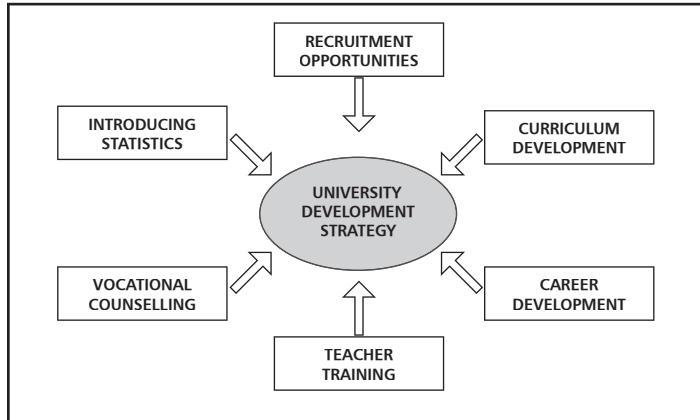 RECRUITMENT
OPPORTUNITIES
INTRODUCING
STATISTICS
CURRICULUM
DEVELOPMENT
UNIVERSITY
DEVELOPMENT
STRATEGY
VOCATIONAL
COUNSELLING
CAREER
DEVELOPMENT
TEACHER
TRAINING